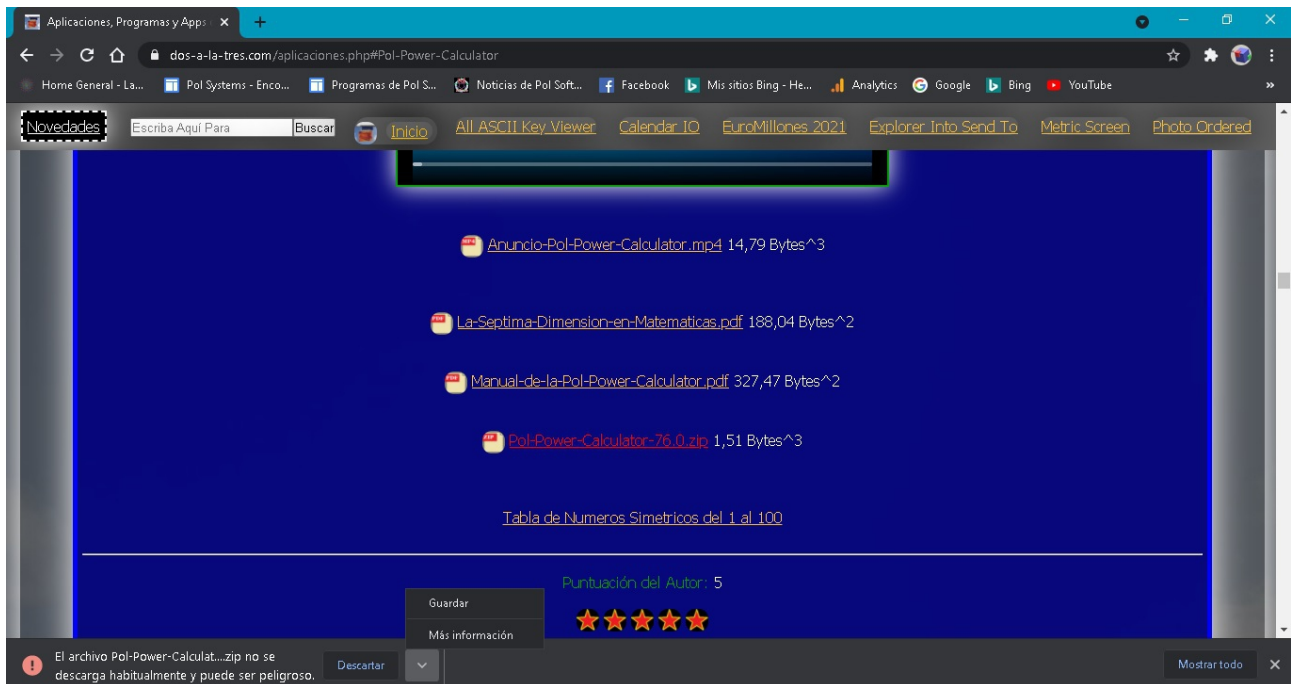 Aplicaciones, Programas y Apps
dos-a-la-tres.com/aplicaciones.php#Pol-Power-Calculator
Home General - La... Pol Systems - Enco... Programas de Pol S... Noticias de Pol Soft... Facebook Mis sitios Bing - He... Analytics Google Bing YouTube »
Novedades Escriba Aquí Para Buscar Inicio All ASCII Key Viewer Calendar IO EuroMillones 2021 Explorer Into Send To Metric Screen Photo Ordered
Anuncio-Pol-Power-Calculator.mp4 14,79 Bytes^3
La-Septima-Dimension-en-Matematicas.pdf 188,04 Bytes^2
Manual-de-la-Pol-Power-Calculator.pdf 327,47 Bytes^2
Pol-Power-Calculator-76.0.zip 1,51 Bytes^3
Tabla de Numeros Simetricos del 1 al 100
Puntuación del Autor: 5
Guardar
Más información
El archivo Pol-Power-Calculat....zip no se
descarga habitualmente y puede ser peligroso.
Descartar
Mostrar todo